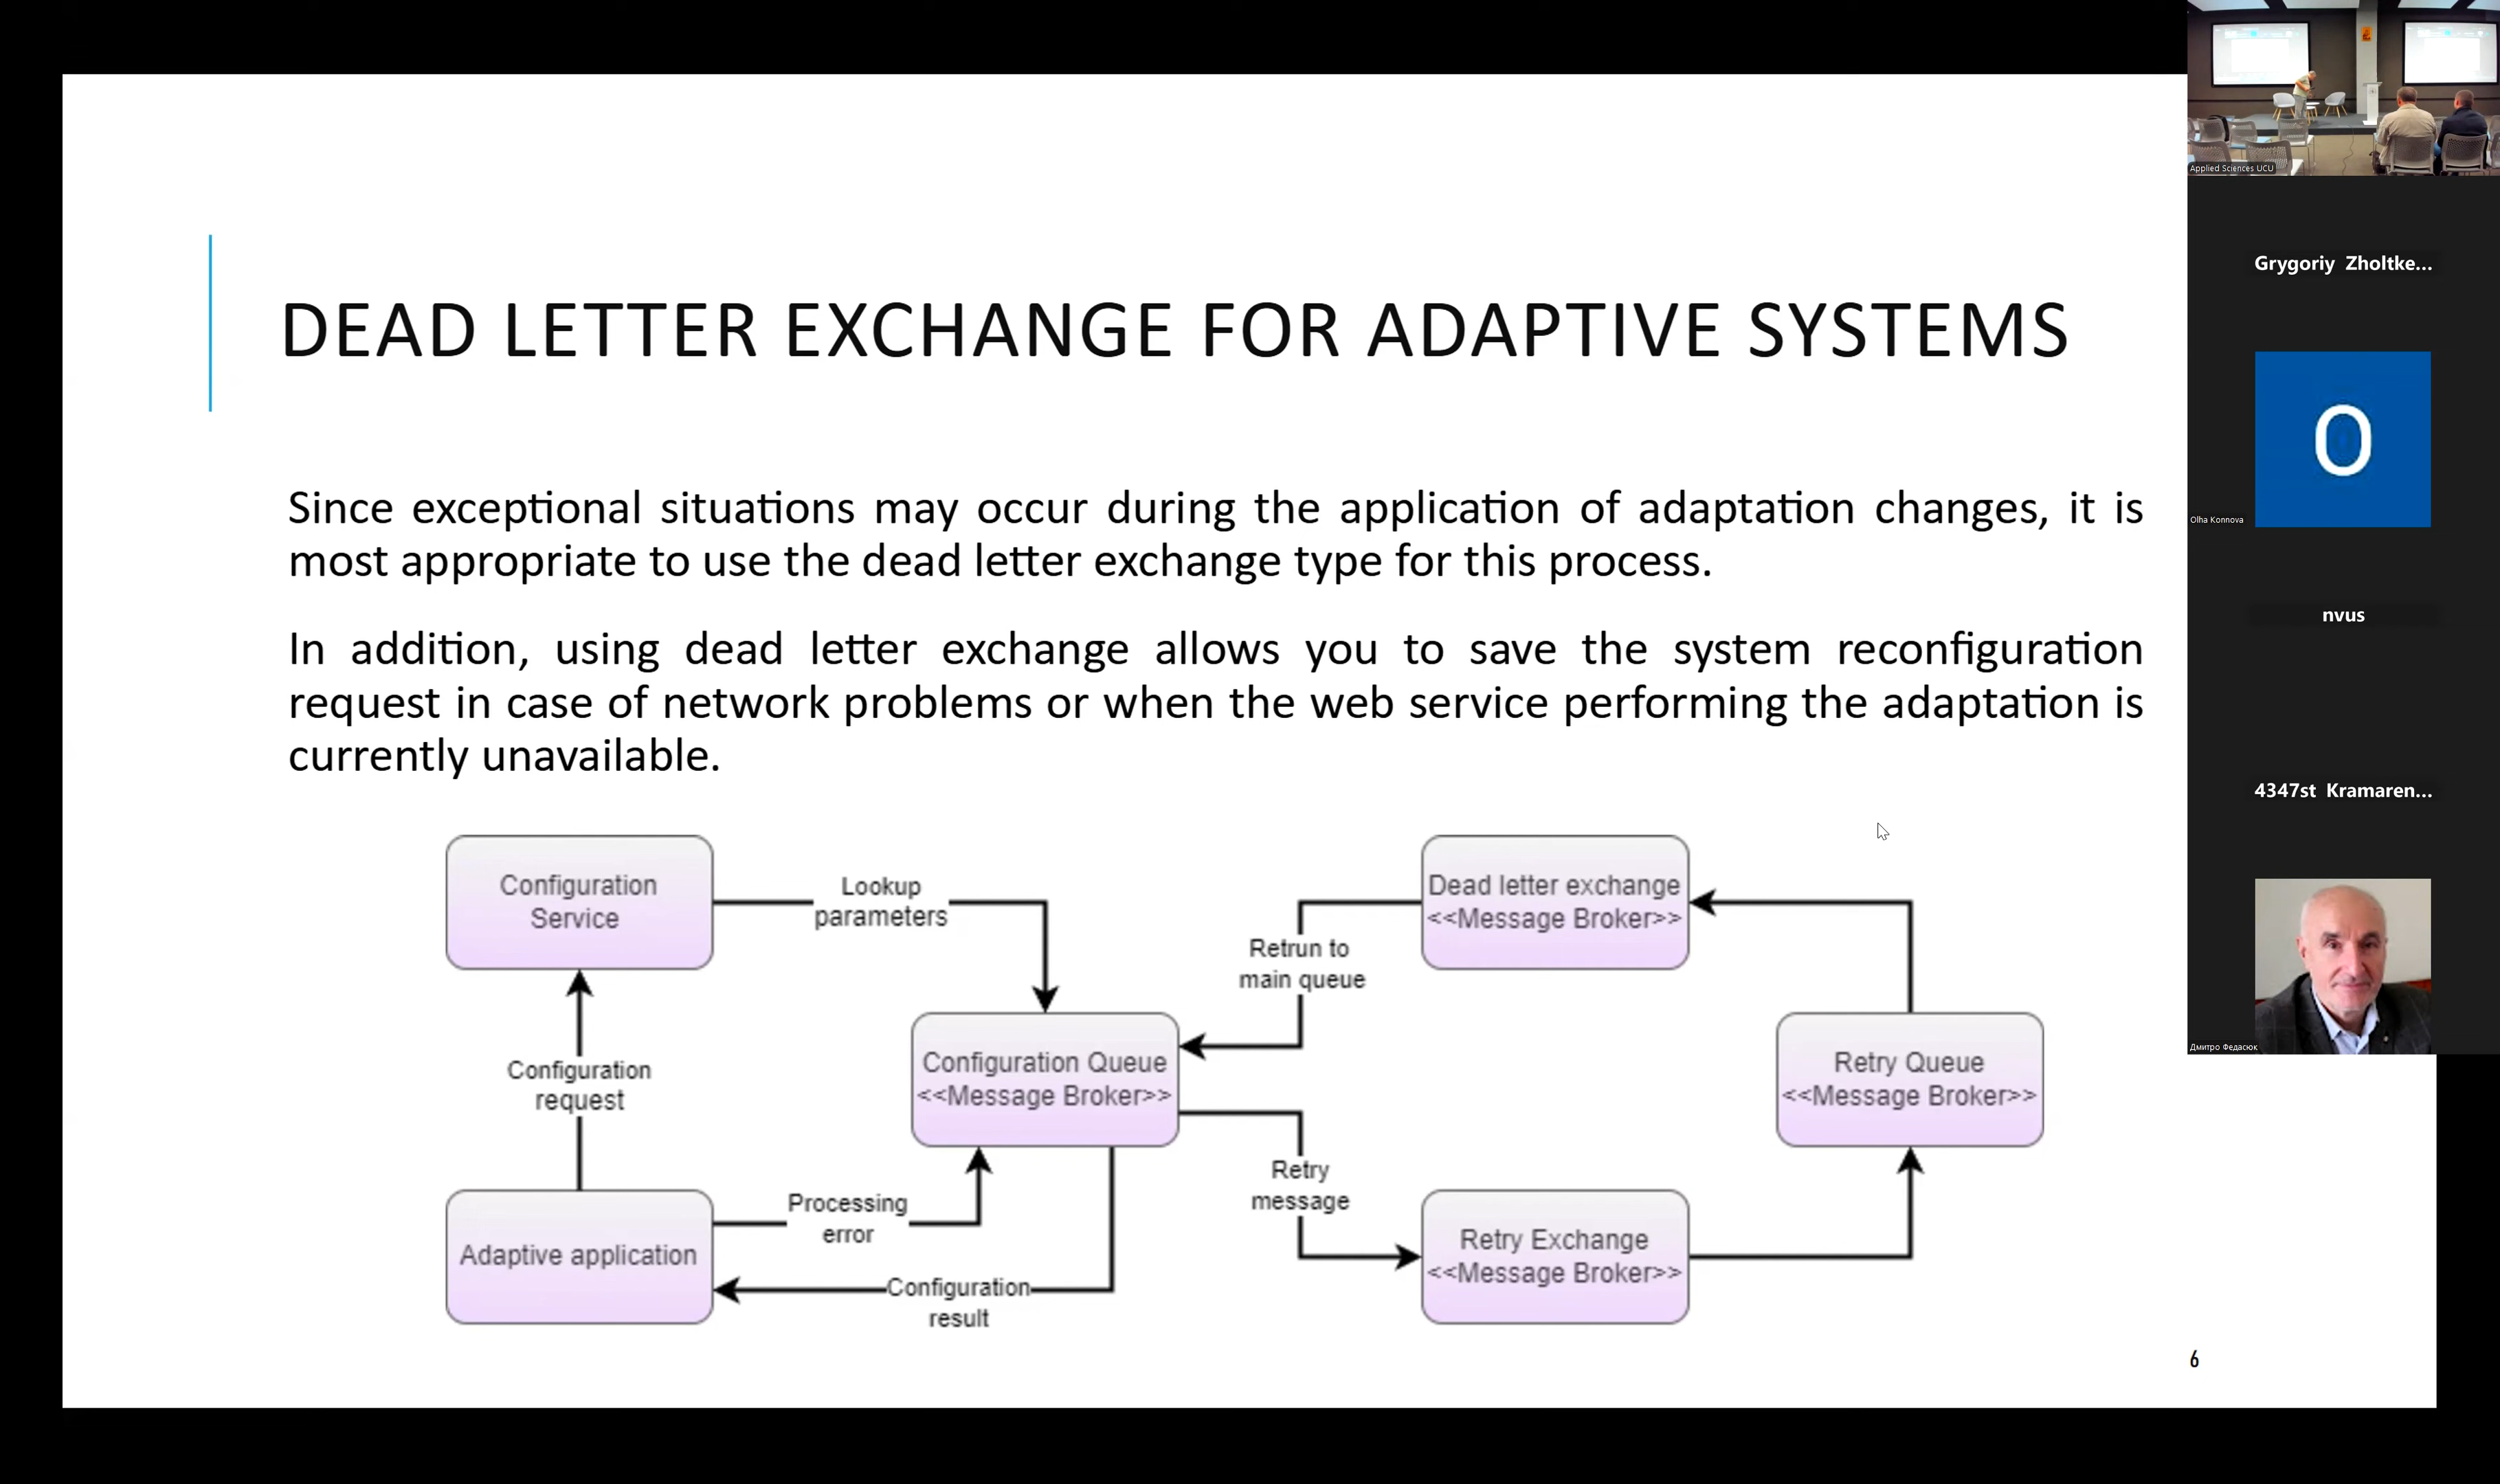 DEAD LETTER EXCHANGE FOR ADAPTIVE SYSTEMS
Since exceptional situations may occur during the application of adaptation changes, it is
most appropriate to use the dead letter exchange type for this process.
In addition, using dead letter exchange allows you to save the system reconfiguration
request in case of network problems or when the web service performing the adaptation is
currently unavailable.
Configuration
Service
Lookup
parameters
Dead letter exchange
<<Message Broker>>
Retrun to
main queue
Configuration
request
Configuration Queue
<<Message Broker>>
Retry Queue
<<Message Broker>>
Processing
error
Retry
message
Adaptive application
Retry Exchange
<<Message Broker>>
Configuration
result
6
Applied Sciences UCU
Grygoriy Zholtke...
O
Olha Konnova
nvus
4347st Kramaren...
Дмитро Федасюк